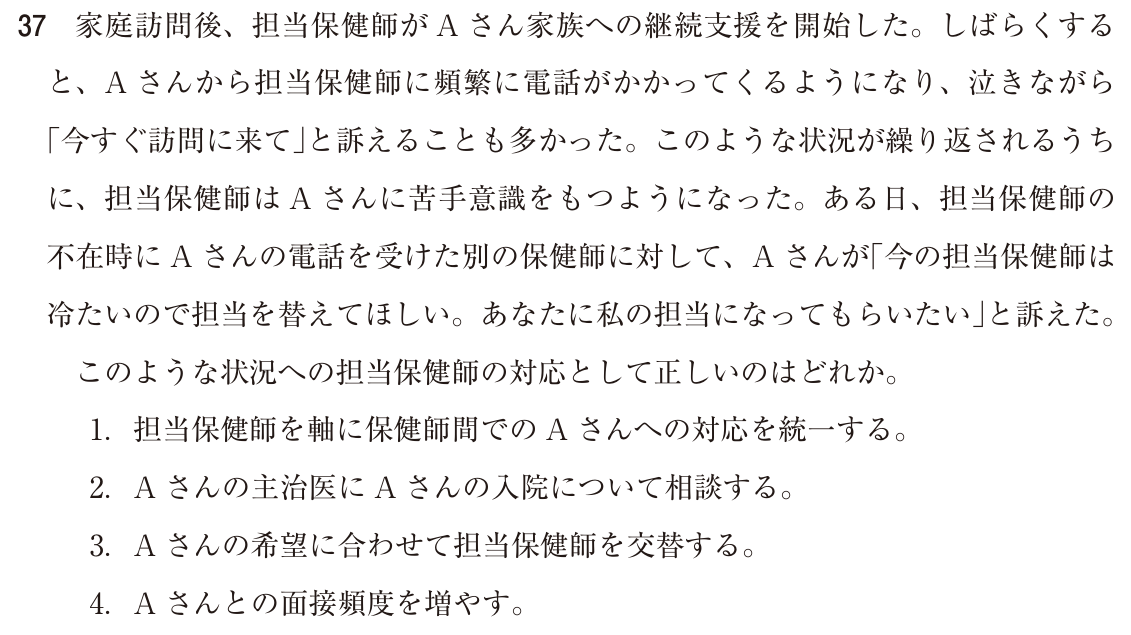 37 家庭訪問後、担当保健師がAさん家族への継続支援を開始した。しばらくする
と、Aさんから担当保健師に頻繁に電話がかかってくるようになり、泣きながら
「今すぐ訪問に来て」と訴えることも多かった。このような状況が繰り返されるうち
に、担当保健師はAさんに苦手意識をもつようになった。ある日、担当保健師の
不在時にAさんの電話を受けた別の保健師に対して、Aさんが「今の担当保健師は
冷たいので担当を替えてほしい。あなたに私の担当になってもらいたい」と訴えた。
このような状況への担当保健師の対応として正しいのはどれか。
1. 担当保健師を軸に保健師間でのAさんへの対応を統一する。
2. Aさんの主治医にAさんの入院について相談する。
3. Aさんの希望に合わせて担当保健師を交替する。
4. Aさんとの面接頻度を増やす。